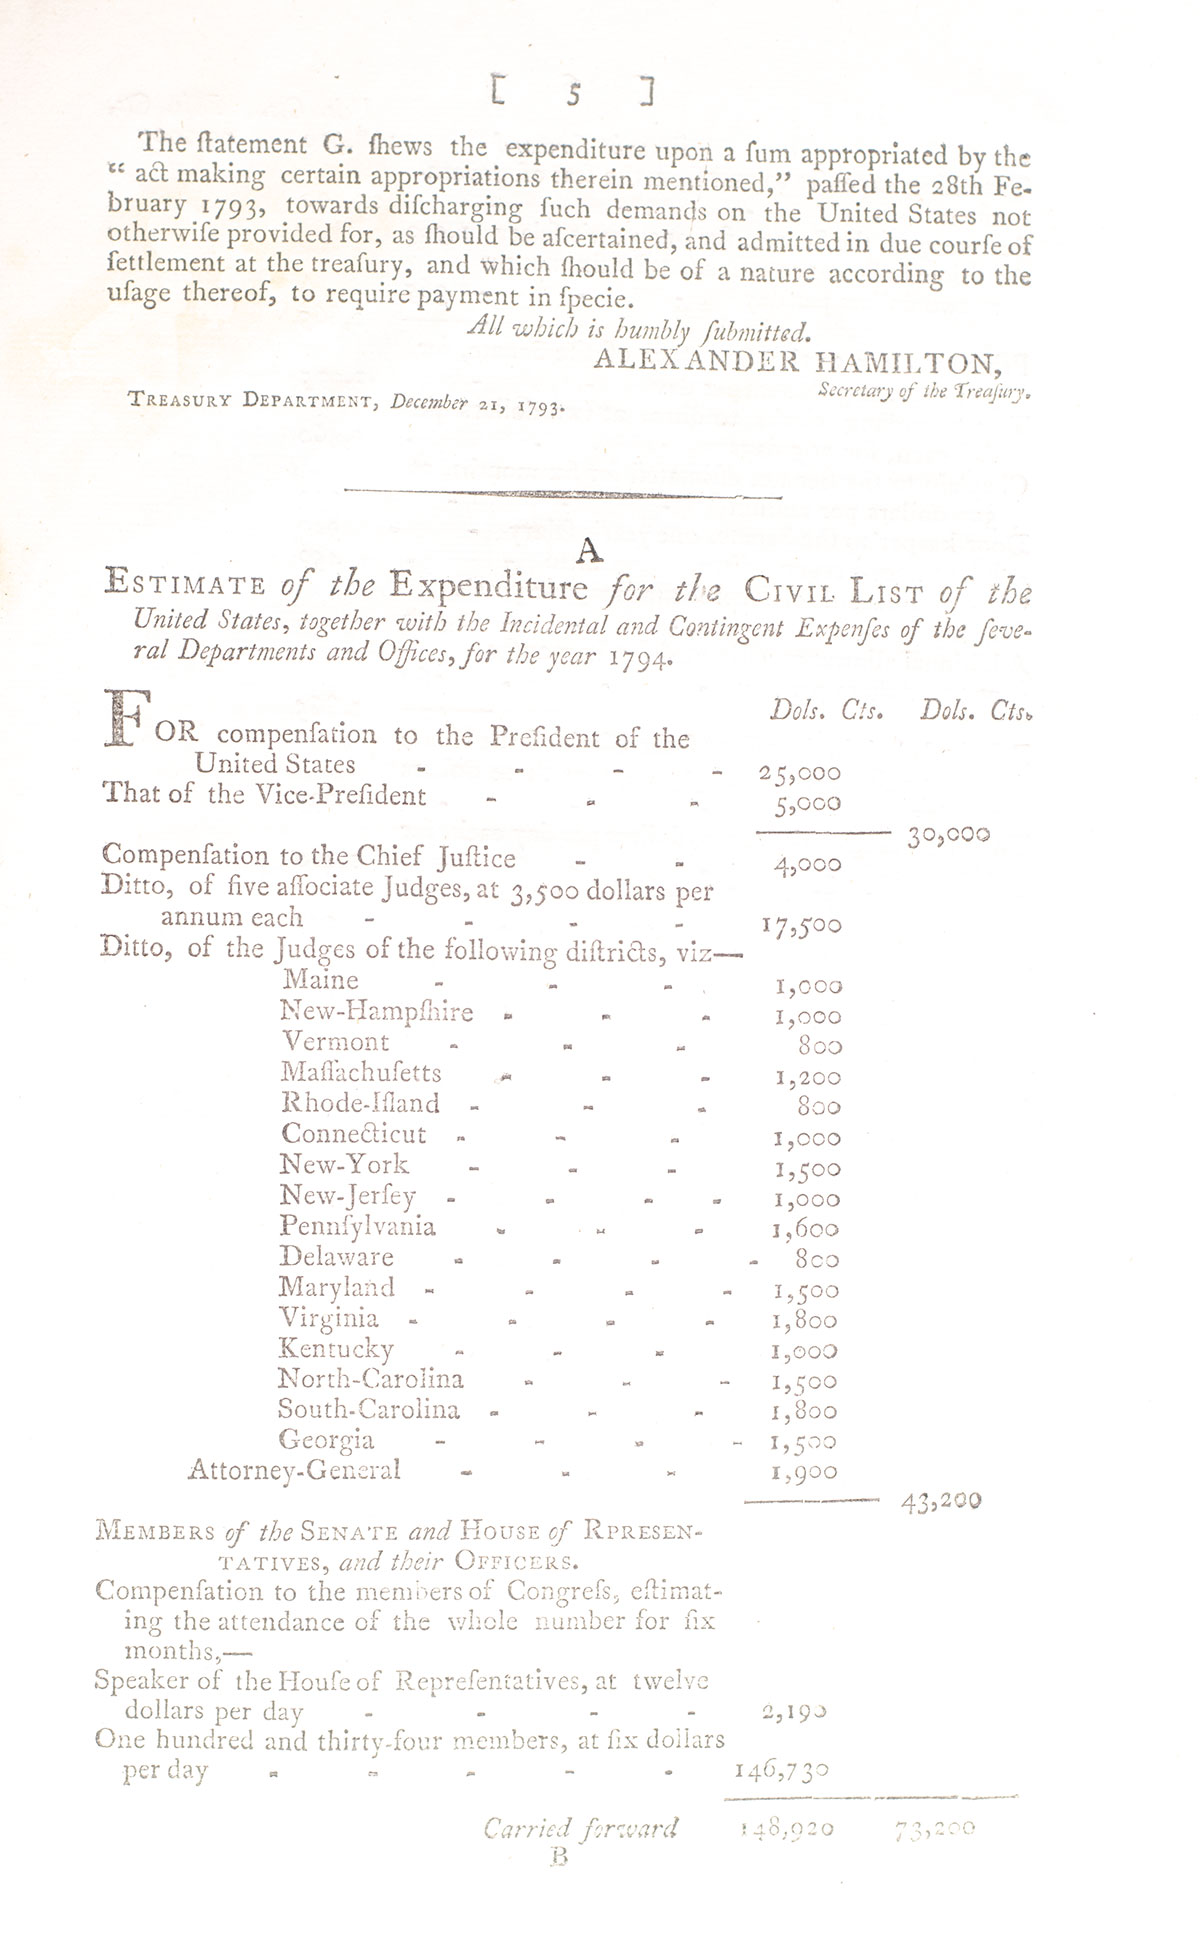 [ 5 ]
The ſtatement G. ſhews the expenditure upon a ſum appropriated by the
“ act making certain appropriations therein mentioned,” paſſed the 28th Fe-
bruary 1793, towards diſcharging ſuch demands on the United States not
otherwiſe provided for, as ſhould be aſcertained, and admitted in due courſe of
ſettlement at the treaſury, and which ſhould be of a nature according to the
uſage thereof, to require payment in ſpecie.
All which is humbly ſubmitted.
ALEXANDER HAMILTON,
Secretary of the Treaſury.
TREASURY DEPARTMENT, December 21, 1793.
A
ESTIMATE of the Expenditure for the CIVIL LIST of the
United States, together with the Incidental and Contingent Expenſes of the ſeve-
ral Departments and Offices, for the year 1794.
Dols. Cts. Dols. Cts.
FOR compenſation to the Preſident of the
United States - - - - 25,000
That of the Vice-Preſident - - - 5,000
30,000
Compenſation to the Chief Juſtice - - 4,000
Ditto, of five aſſociate Judges, at 3,500 dollars per
annum each - - - - 17,500
Ditto, of the Judges of the following diſtricts, viz—
Maine - - - 1,000
New-Hampſhire - - - 1,000
Vermont - - - 800
Maſſachuſetts - - - 1,200
Rhode-Iſland - - - 800
Connecticut - - - 1,000
New-York - - - 1,500
New-Jerſey - - - - 1,000
Pennſylvania - - - 1,600
Delaware - - - - 800
Maryland - - - - 1,500
Virginia - - - - 1,800
Kentucky - - - 1,000
North-Carolina - - - 1,500
South-Carolina - - - 1,800
Georgia - - - - 1,500
Attorney-General - - - 1,900
43,200
MEMBERS of the SENATE and HOUSE of RPRESEN-
TATIVES, and their OFFICERS.
Compenſation to the members of Congreſs, eſtimat-
ing the attendance of the whole number for ſix
months,—
Speaker of the Houſe of Repreſentatives, at twelve
dollars per day - - - - 2,190
One hundred and thirty-four members, at ſix dollars
per day - - - - - 146,730
Carried forward 148,920 73,200
B